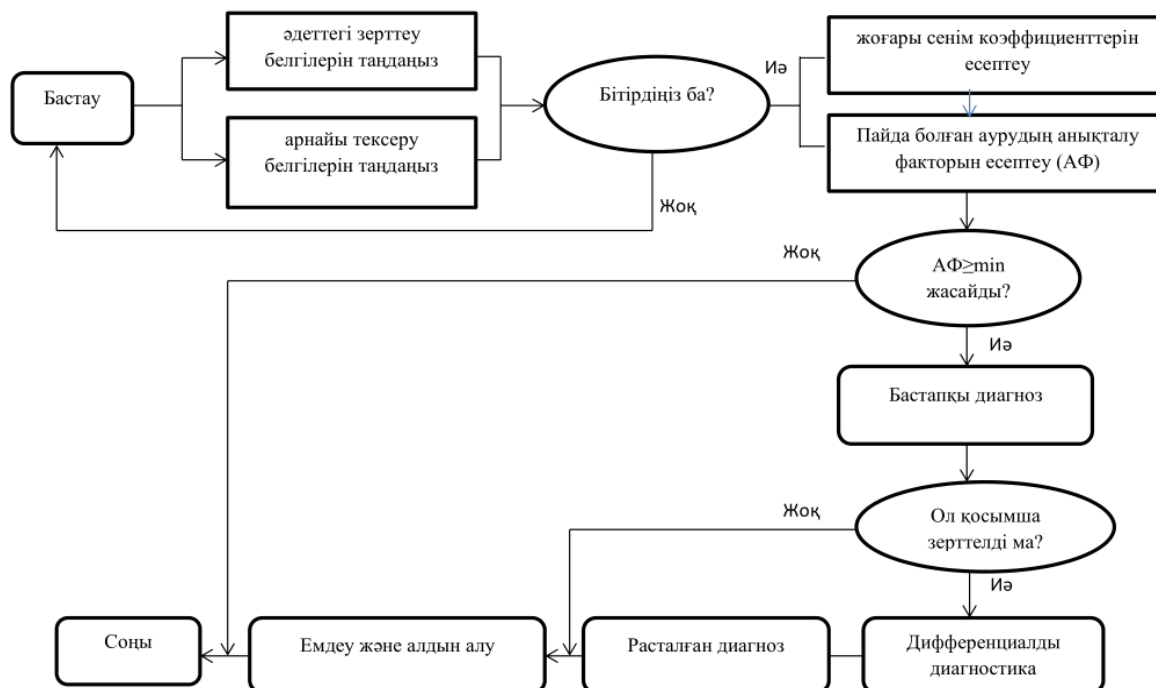 Бастау
әдеттегі зерттеу
белгілерін таңдаңыз
арнайы тексеру
белгілерін таңдаңыз
Бітірдіңіз ба?
Иә
Жоқ
жоғары сенім коэффициенттерін
есептеу
Пайда болған аурудың анықталу
факторын есептеу (АФ)
Жоқ
АФ≥min
жасайды?
Иә
Бастапқы диагноз
Жоқ
Ол қосымша
зерттелді ма?
Иә
Соңы
Емдеу және алдын алу
Расталған диагноз
Дифференциалды
диагностика